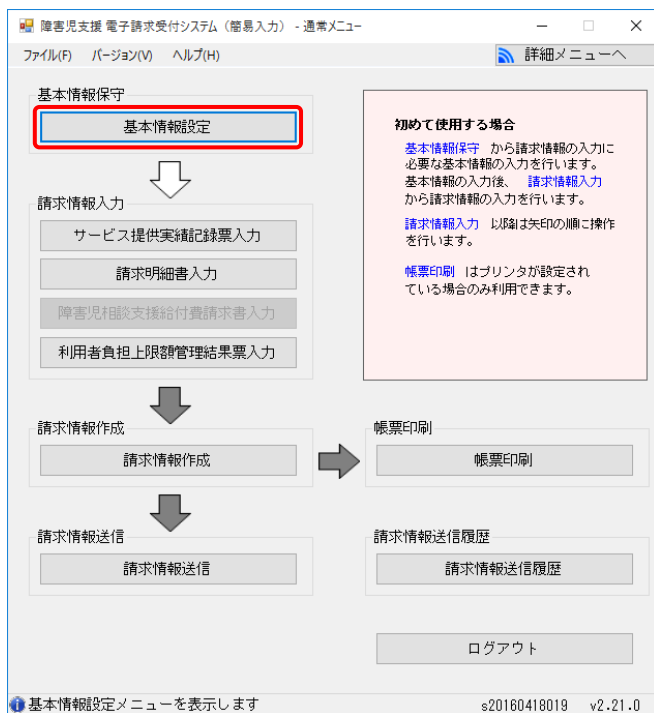 障害児支援 電子請求受付システム（簡易入力） - 通常メニュー
ファイル(F) バージョン(V) ヘルプ(H)
詳細メニューへ
基本情報保守
基本情報設定
初めて使用する場合
基本情報保守 から請求情報の入力に
必要な基本情報の入力を行います。
基本情報の入力後、 請求情報入力
から請求情報の入力を行います。
請求情報入力 以降は矢印の順に操作
を行います。
帳票印刷 はプリンタが設定され
ている場合のみ利用できます。
請求情報入力
サービス提供実績記録票入力
請求明細書入力
障害児相談支援給付費請求書入力
利用者負担上限額管理結果票入力
請求情報作成
請求情報作成
帳票印刷
帳票印刷
請求情報送信
請求情報送信
請求情報送信履歴
請求情報送信履歴
ログアウト
基本情報設定メニューを表示します
s20160418019 v2.21.0